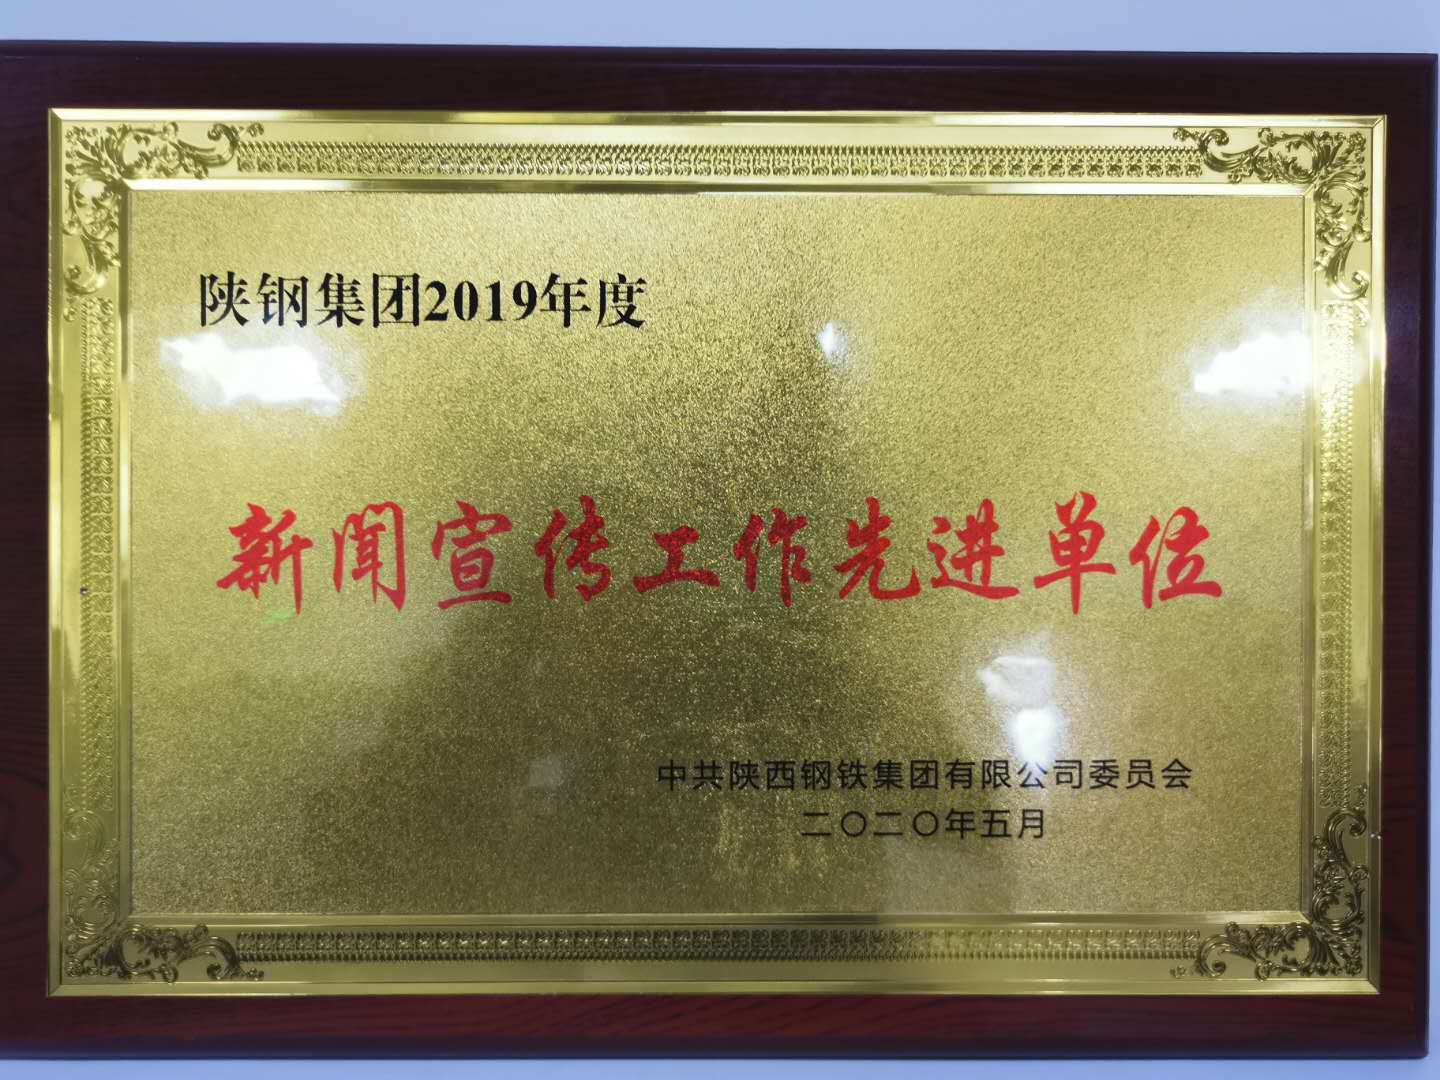 陕钢集团2019年度
新闻宣传工作先进单位
中共陕西钢铁集团有限公司委员会
二〇二〇年五月